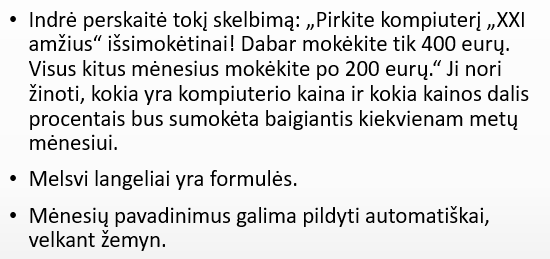 • Indrė perskaitė tokį skelbimą: „Pirkite kompiuterį „XXI
amžius“ išsimokėtinai! Dabar mokėkite tik 400 eurų.
Visus kitus mėnesius mokėkite po 200 eurų.“ Ji nori
žinoti, kokia yra kompiuterio kaina ir kokia kainos dalis
procentais bus sumokėta baigiantis kiekvienam metų
mėnesiui.
• Melsvi langeliai yra formulės.
• Mėnesių pavadinimus galima pildyti automatiškai,
velkant žemyn.